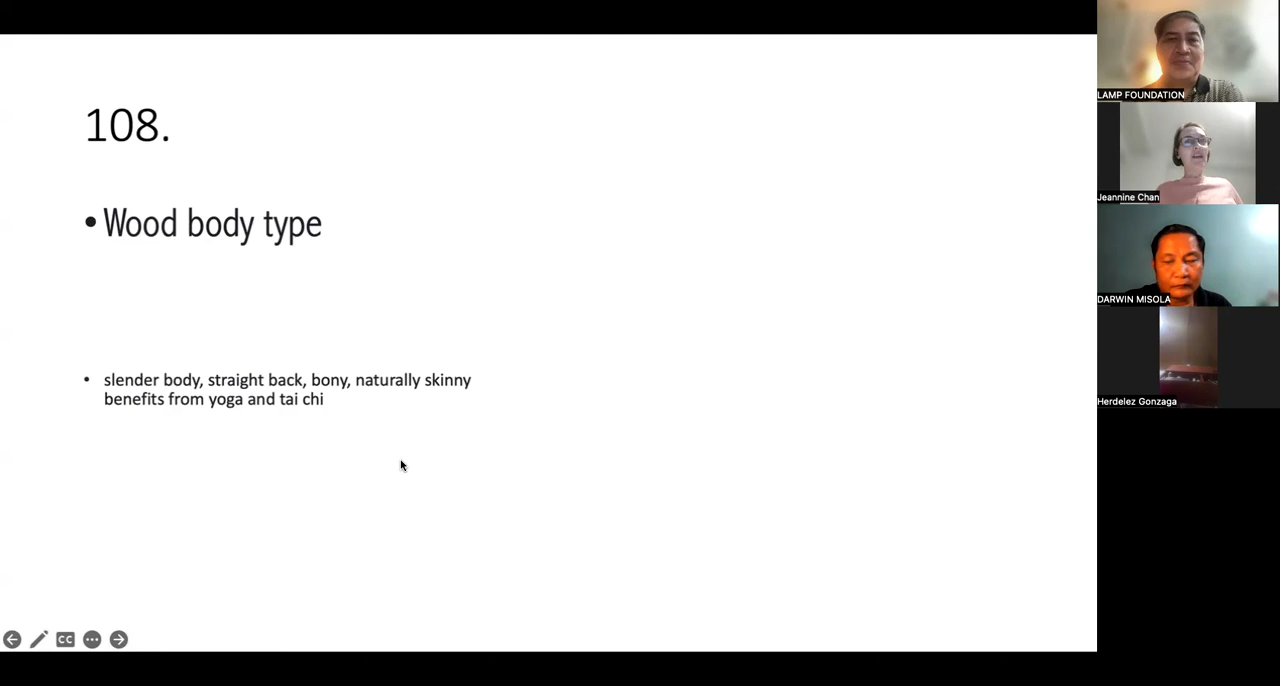 108.
• Wood body type
• slender body, straight back, bony, naturally skinny
benefits from yoga and tai chi
CC
LAMP FOUNDATION
Jeannine Chan
DARWIN MISOLA
Herdelez Gonzaga